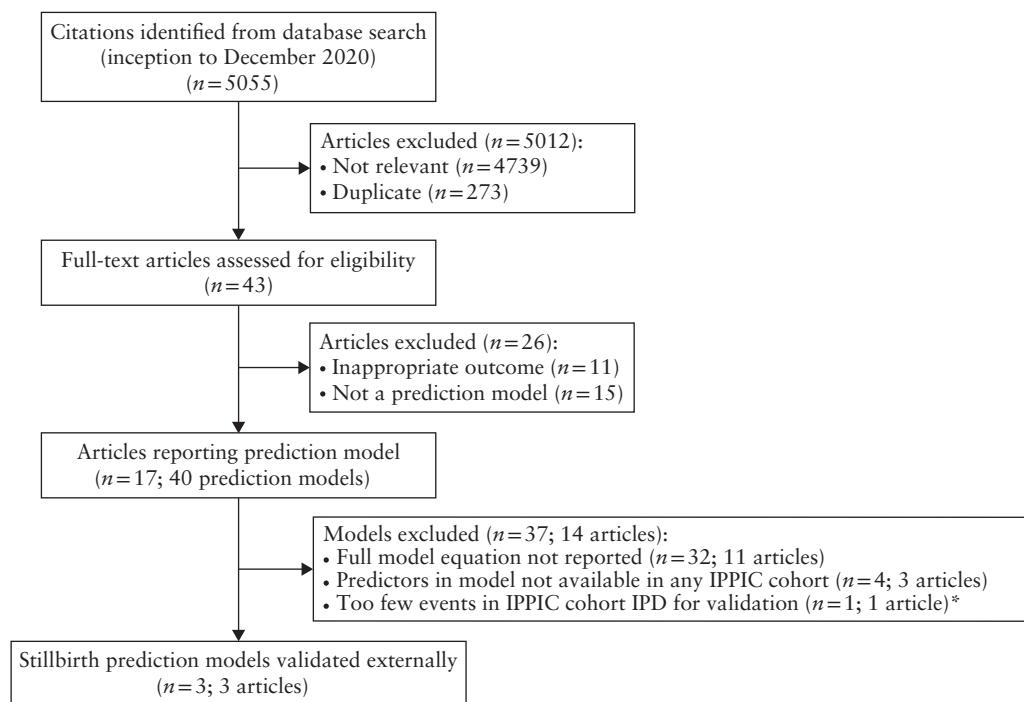 Citations identified from database search
(inception to December 2020)
(n=5055)
Articles excluded (n=5012):
• Not relevant (n=4739)
• Duplicate (n=273)
Full-text articles assessed for eligibility
(n=43)
Articles excluded (n=26):
• Inappropriate outcome (n=11)
• Not a prediction model (n=15)
Articles reporting prediction model
(n=17; 40 prediction models)
Models excluded (n=37; 14 articles):
• Full model equation not reported (n=32; 11 articles)
• Predictors in model not available in any IPPIC cohort (n=4; 3 articles)
• Too few events in IPPIC cohort IPD for validation (n=1; 1 article)*
Stillbirth prediction models validated externally
(n=3; 3 articles)